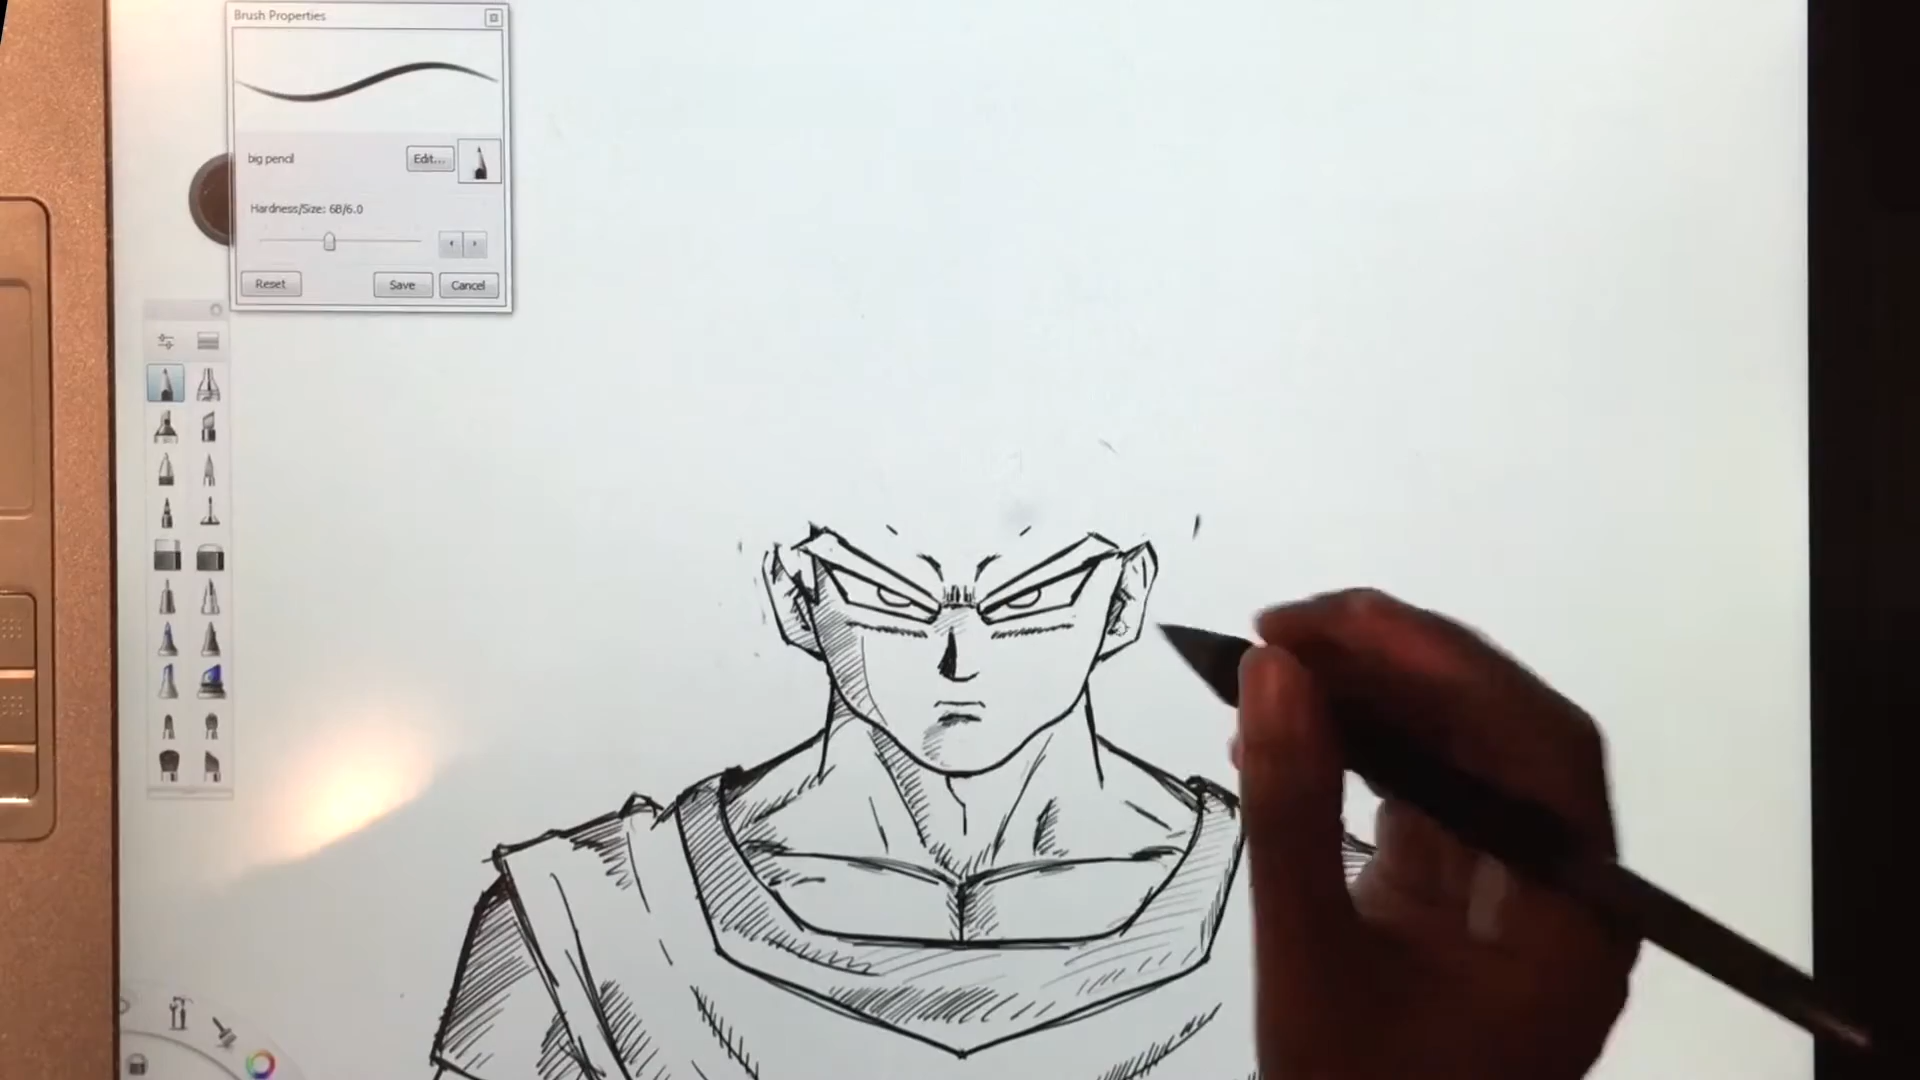 Brush Properties
big pencil
Edit...
Hardness/Size: 6B/6.0
Reset
Save
Cancel